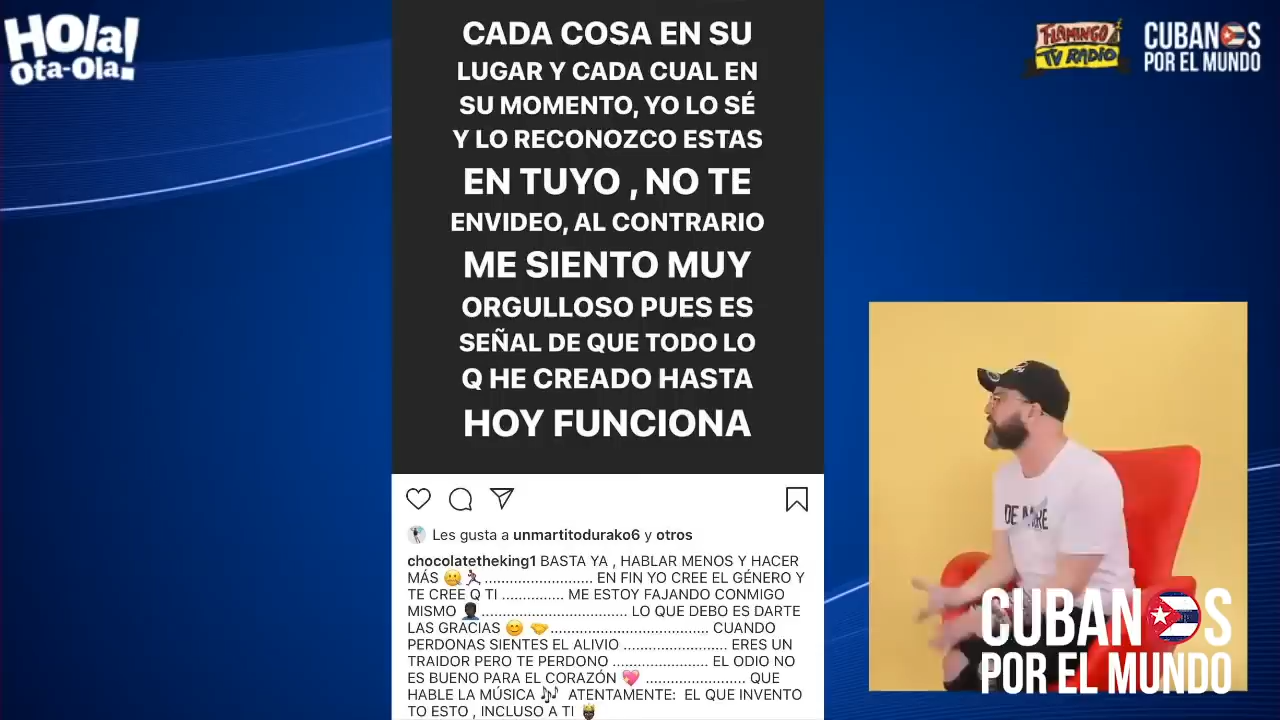 HOla!
Ota-Ola!
FLAMINGO
TV RADIO
CUBANOS
POR EL MUNDO
CADA COSA EN SU
LUGAR Y CADA CUAL EN
SU MOMENTO, YO LO SÉ
Y LO RECONOZCO ESTAS
EN TUYO , NO TE
ENVIDEO, AL CONTRARIO
ME SIENTO MUY
ORGULLOSO PUES ES
SEÑAL DE QUE TODO LO
Q HE CREADO HASTA
HOY FUNCIONA
Les gusta a unmartitodurako6 y otros
chocolatetheking1 BASTA YA , HABLAR MENOS Y HACER
MÁS 🤐🏃🏿‍♀️ .......................... EN FIN YO CREE EL GÉNERO Y
TE CREE Q TI ............... ME ESTOY FAJANDO CONMIGO
MISMO 👤.................................. LO QUE DEBO ES DARTE
LAS GRACIAS 😊 🤝...................................... CUANDO
PERDONAS SIENTES EL ALIVIO ......................... ERES UN
TRAIDOR PERO TE PERDONO ....................... EL ODIO NO
ES BUENO PARA EL CORAZÓN 💖 ........................ QUE
HABLE LA MÚSICA 🎶 ATENTAMENTE: EL QUE INVENTO
TO ESTO , INCLUSO A TI
DE M
RE
CUBANOS
POR EL MUNDO